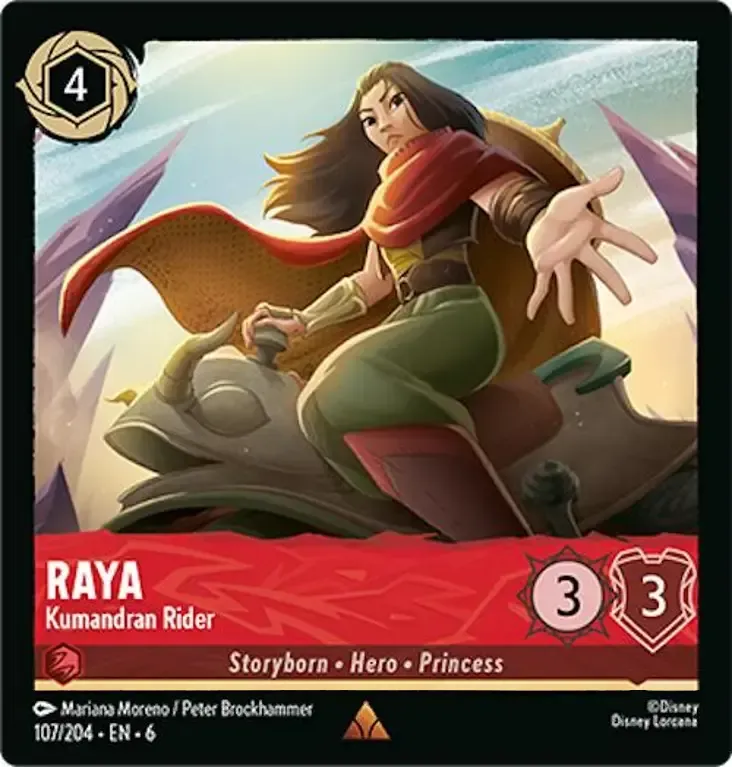 4
RAYA
Kumandran Rider
3
3
Storyborn • Hero • Princess
Mariana Moreno / Peter Brockhammer
107/204 • EN • 6
©Disney
Disney Lorcana